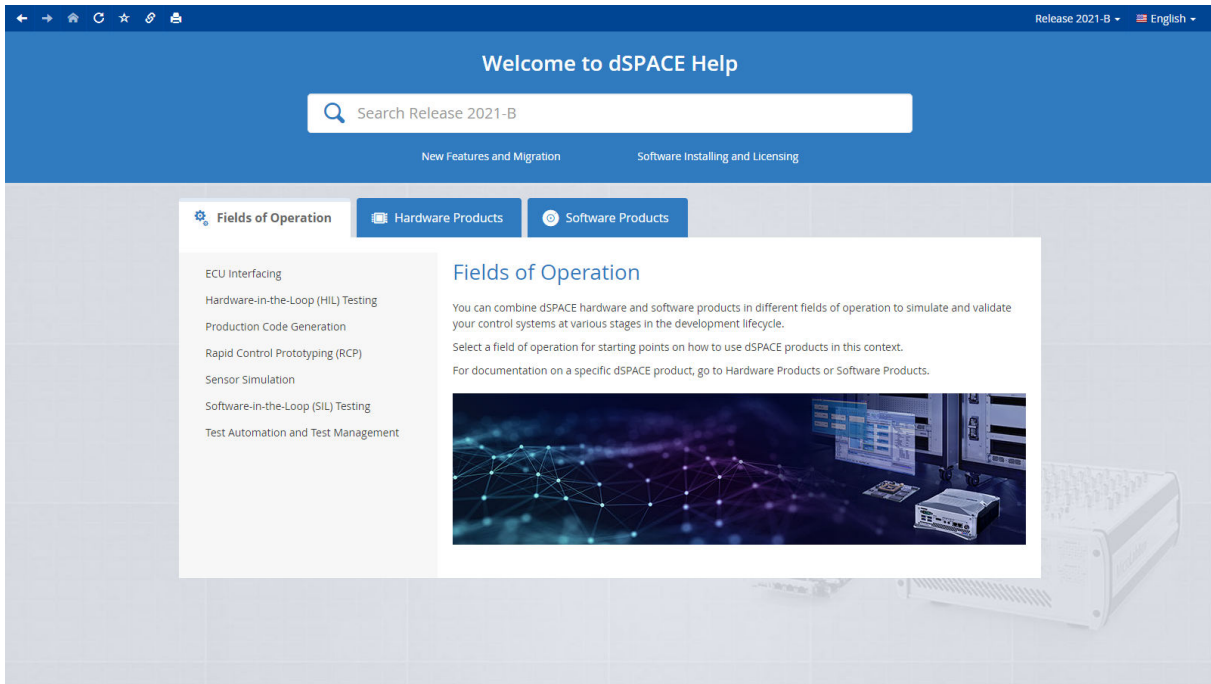 Release 2021-B
English
Welcome to dSPACE Help
Search Release 2021-B
New Features and Migration
Software Installing and Licensing
Fields of Operation
Hardware Products
Software Products
ECU Interfacing
Hardware-in-the-Loop (HIL) Testing
Production Code Generation
Rapid Control Prototyping (RCP)
Sensor Simulation
Software-in-the-Loop (SIL) Testing
Test Automation and Test Management
Fields of Operation
You can combine dSPACE hardware and software products in different fields of operation to simulate and validate
your control systems at various stages in the development lifecycle.
Select a field of operation for starting points on how to use dSPACE products in this context.
For documentation on a specific dSPACE product, go to Hardware Products or Software Products.